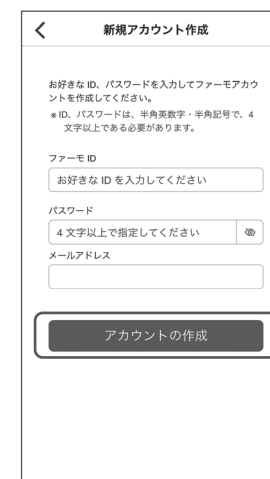 新規アカウント作成
お好きな ID、パスワードを入力してファーモアカウ
ントを作成してください。
※ID、パスワードは、半角英数字・半角記号で、4
文字以上である必要があります。
ファーモ ID
お好きな ID を入力してください
パスワード
4 文字以上で指定してください
メールアドレス
アカウントの作成